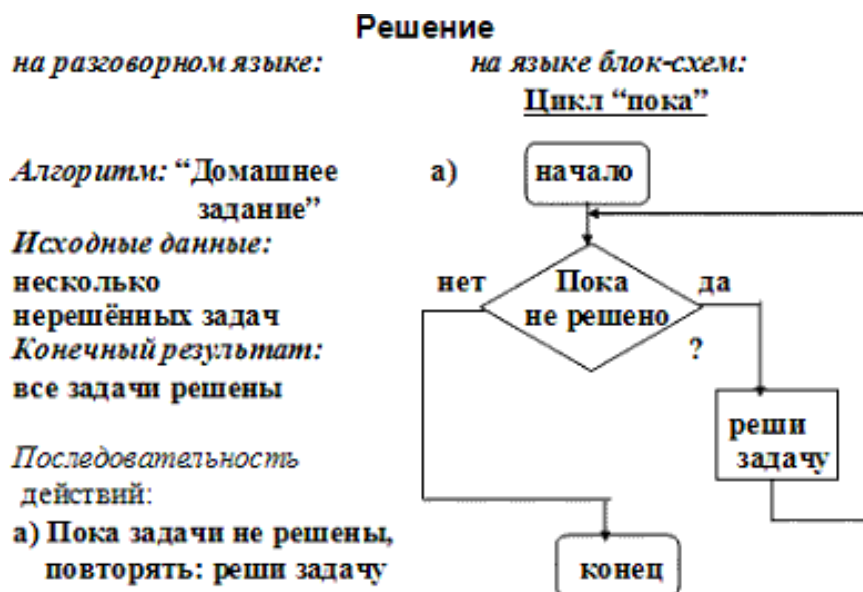 Решение
на разговорном языке:
на языке блок-схем:
Цикл “пока”
Алгоритм: “Домашнее
задание”
Исходные данные:
несколько
нерешённых задач
Конечный результат:
все задачи решены
Последовательность
действий:
а) Пока задачи не решены,
повторять: реши задачу
а)
начало
нет
Пока
да
не решено
?
реши
задачу
конец